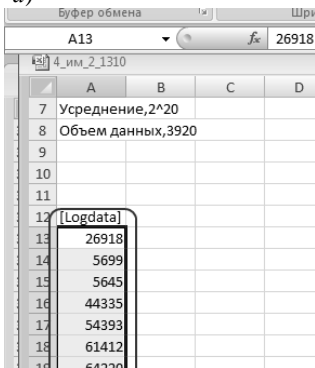 Буфер обмена
A13 fx 26918
4_им_2_1310
A B C D
7 Усреднение,2^20
8 Объем данных,3920
9
10
11
12 [Logdata]
13 26918
14 5699
15 5645
16 44335
17 54393
18 61412